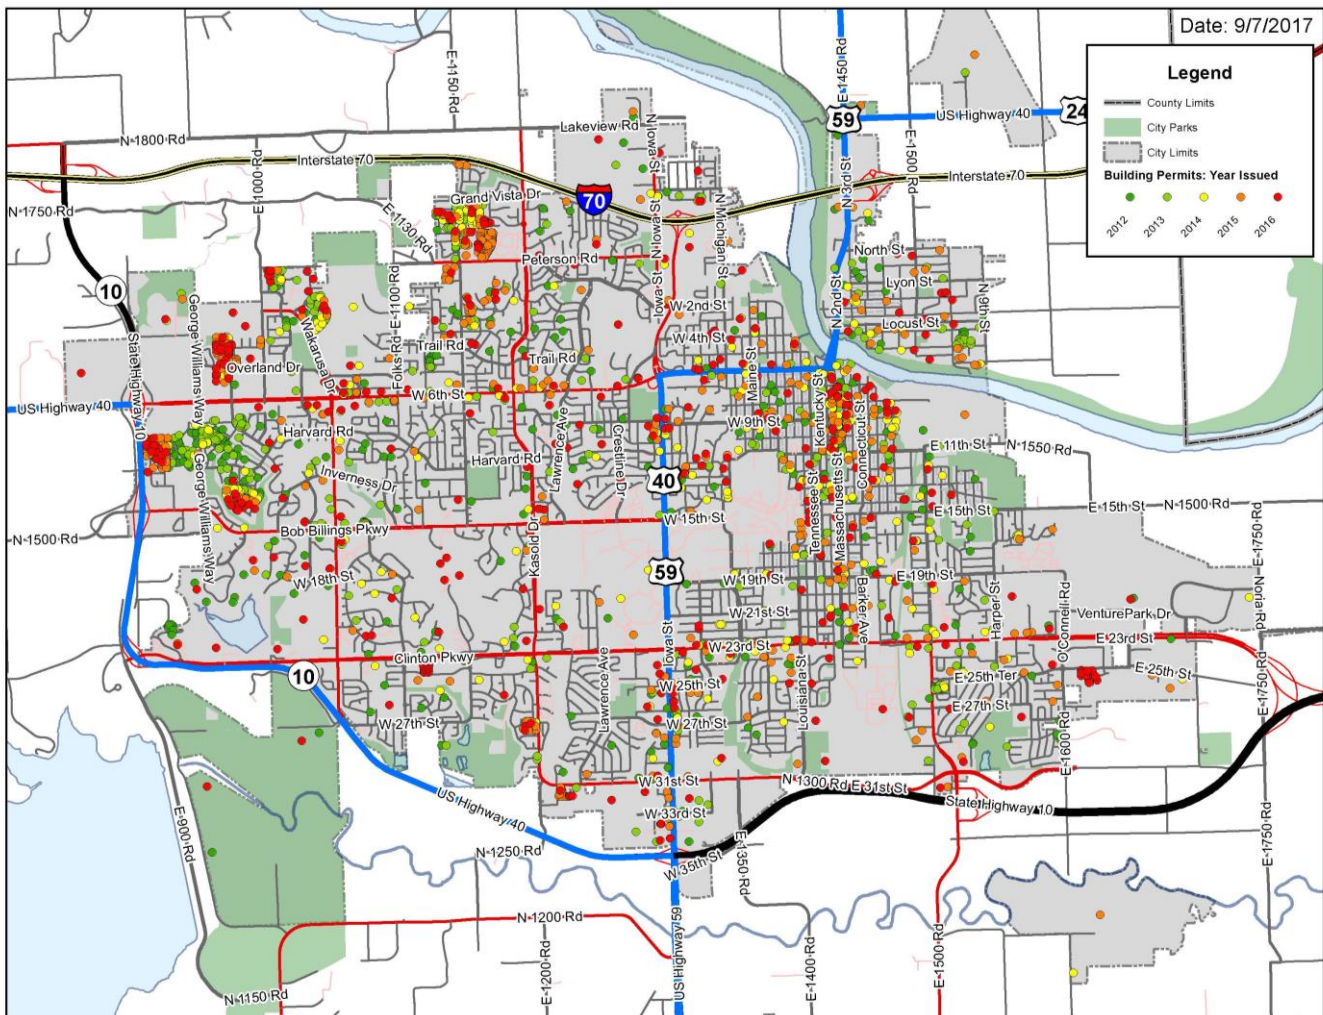 Date: 9/7/2017
Legend
County Limits
City Parks
City Limits
Building Permits: Year Issued
2012
2013
2014
2015
2016
E 1150 Rd
E 1450 Rd
59
US Highway 40
24
N 1800 Rd
Lakeview Rd
N Iowa St
E 1500 Rd
Interstate 70
E 1000 Rd
N 3rd St
Interstate 70
N 1750 Rd
Grand Vista Dr
70
E 1130 Rd
N Michigan St
N Iowa St
North St
Peterson Rd
10
E 1100 Rd
Iowa St
Lyon St
N 9th St
George Williams Way
W 2nd St
N 2nd St
Wakarusa Dr
Locust St
State Highway 10
Folks Rd
Trail Rd
Trail Rd
W 4th St
Maine St
Overland Dr
W 6th St
Kentucky St
US Highway 40
Harvard Rd
Lawrence Ave
Crestline Dr
W 9th St
Connecticut St
E 11th St
N 1550 Rd
George Williams Way
Harvard Rd
Inverness Dr
40
Tennessee St
Massachusetts St
N 1500 Rd
Bob Billings Pkwy
Kasold Dr
W 15th St
E 15th St
E 15th St
N 1500 Rd
E 1750 Rd
W 18th St
59
W 19th St
E 19th St
Barker Ave
Harper St
O'Connell Rd
VenturePark Dr
Noria Rd
W 21st St
Iowa St
W 23rd St
E 23rd St
Clinton Pkwy
10
Lawrence Ave
W 25th St
Louisiana St
E 25th Ter
E 25th St
E 1750 Rd
W 27th St
W 27th St
E 27th St
E 1600 Rd
W 31st St
N 1300 Rd
E 31st St
US Highway 40
W 33rd St
State Highway 10
E 900 Rd
N 1250 Rd
W 35th St
E 1350 Rd
E 1750 Rd
N 1200 Rd
US Highway 59
E 1200 Rd
E 1400 Rd
E 1500 Rd
N 1150 Rd